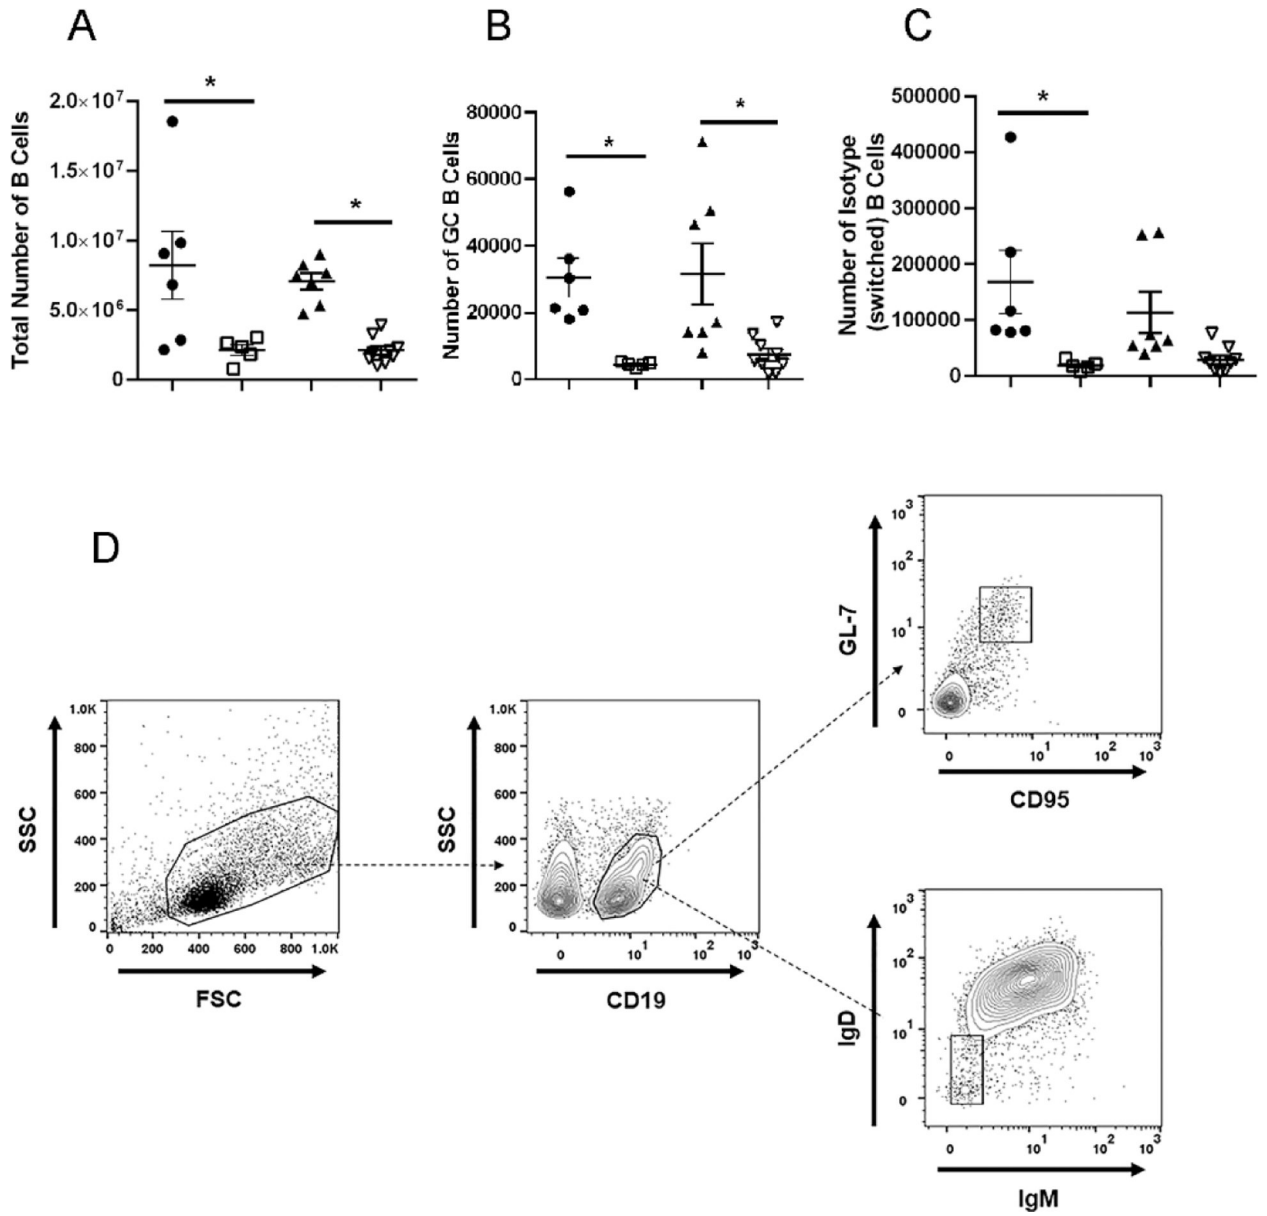 A
B
C
*
*
Total Number of B Cells
2.0×10⁷
1.5×10⁷
1.0×10⁷
5.0×10⁶
0
*
*
Number of GC B Cells
80000
60000
40000
20000
0
*
Number of Isotype
(switched) B Cells
500000
400000
300000
200000
100000
0
D
SSC
1.0K
800
600
400
200
0
0 200 400 600 800 1.0K
FSC
SSC
1.0K
800
600
400
200
0
0 10¹ 10² 10³
CD19
GL-7
10³
10²
10¹
0
0 10¹ 10² 10³
CD95
IgD
10³
10²
10¹
0
0 10¹ 10² 10³
IgM